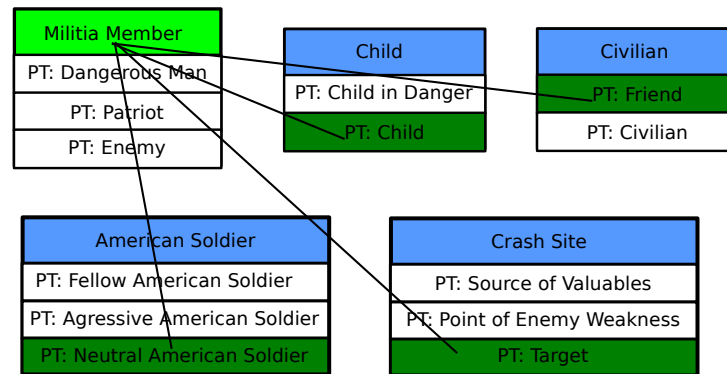 Militia Member
PT: Dangerous Man
PT: Patriot
PT: Enemy
Child
PT: Child in Danger
PT: Child
Civilian
PT: Friend
PT: Civilian
American Soldier
PT: Fellow American Soldier
PT: Agressive American Soldier
PT: Neutral American Soldier
Crash Site
PT: Source of Valuables
PT: Point of Enemy Weakness
PT: Target